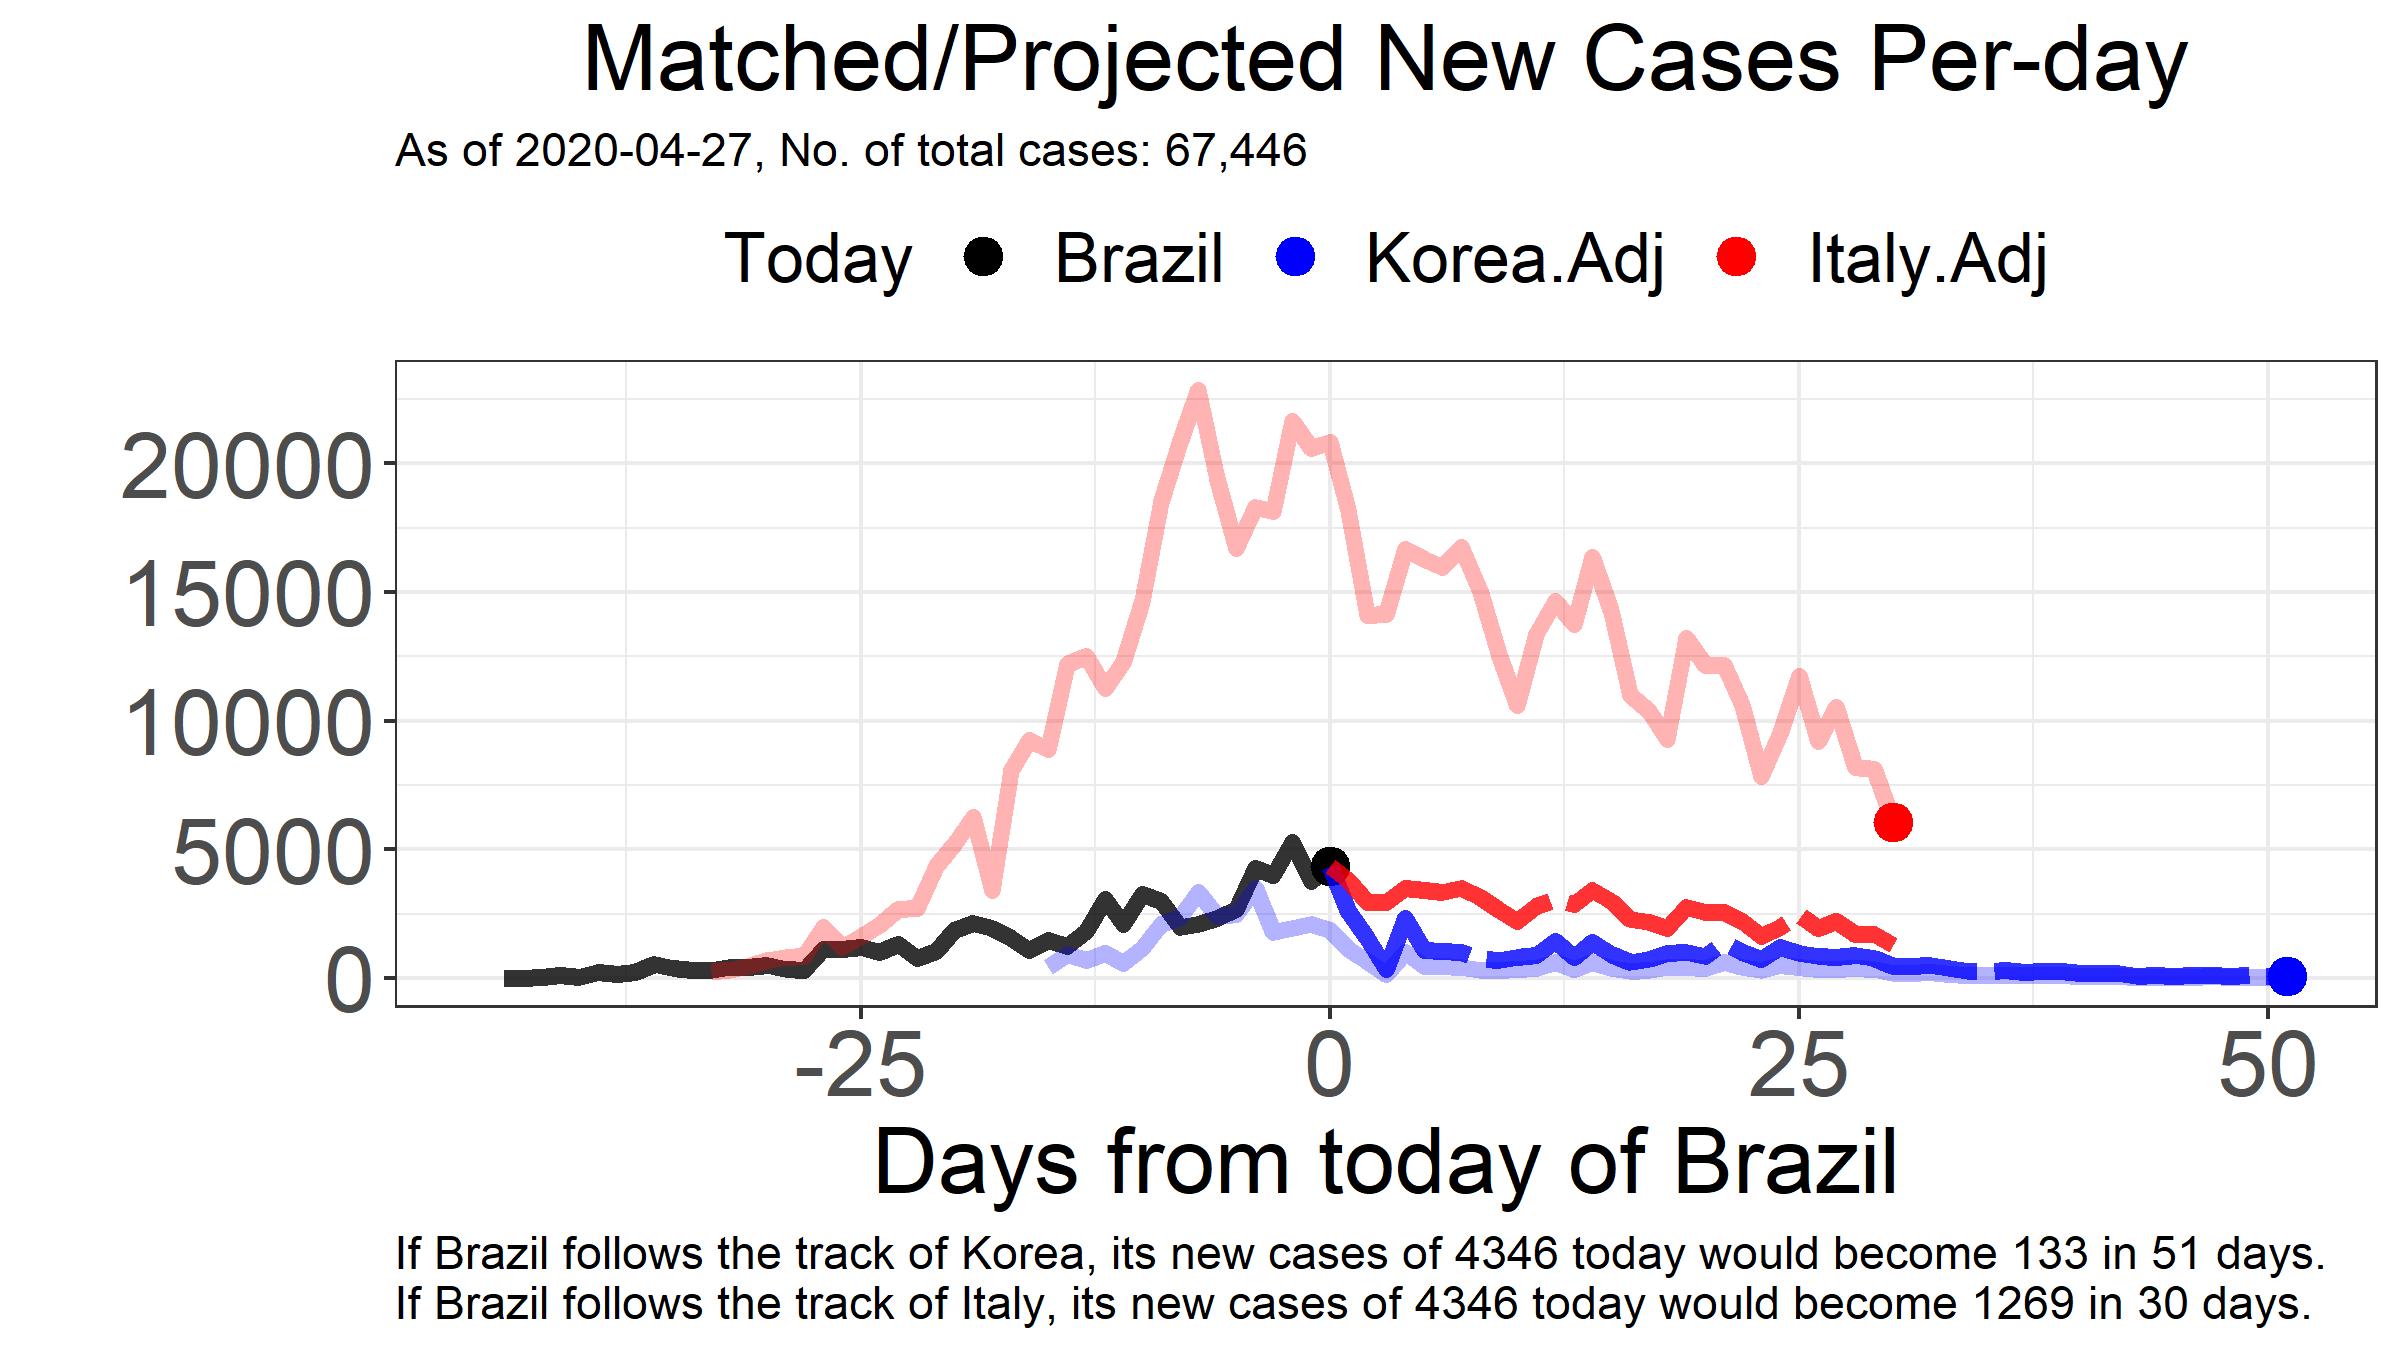 Matched/Projected New Cases Per-day
As of 2020-04-27, No. of total cases: 67,446
Today Brazil Korea.Adj Italy.Adj
20000
15000
10000
5000
0
-25 0 25 50
Days from today of Brazil
If Brazil follows the track of Korea, its new cases of 4346 today would become 133 in 51 days.
If Brazil follows the track of Italy, its new cases of 4346 today would become 1269 in 30 days.